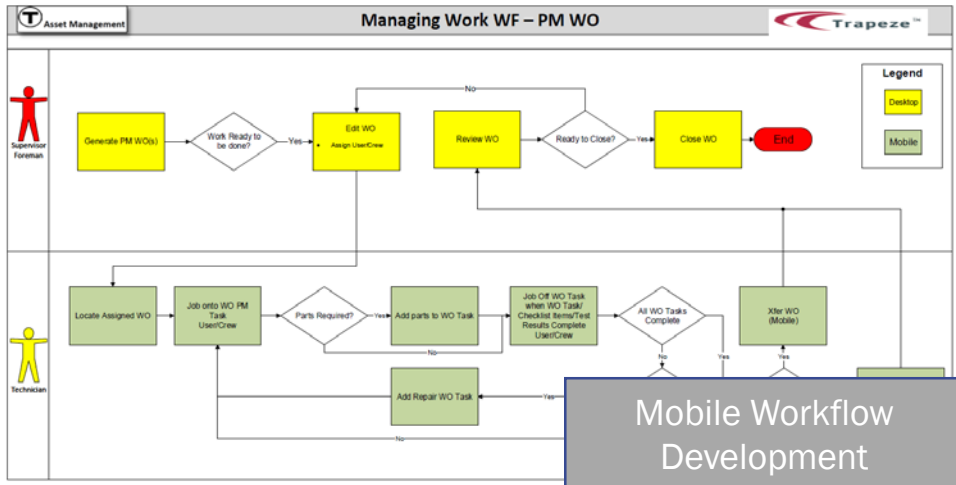 T
Asset Management
Managing Work WF – PM WO
Trapeze™
Legend
Desktop
Mobile
Supervisor
Foreman
Generate PM WO(s)
Work Ready to
be done?
Yes
Edit WO
• Assign User/Crew
No
Review WO
Ready to Close?
Yes
Close WO
End
Technician
Locate Assigned WO
Job onto WO PM
Task
User/Crew
Parts Required?
Yes
No
Add parts to WO Task
Job Off WO Task
when WO Task/
Checklist Items/Test
Results Complete
User/Crew
All WO Tasks
Complete
No
Yes
Xfer WO
(Mobile)
Yes
Add Repair WO Task
Yes
No
Mobile Workflow
Development